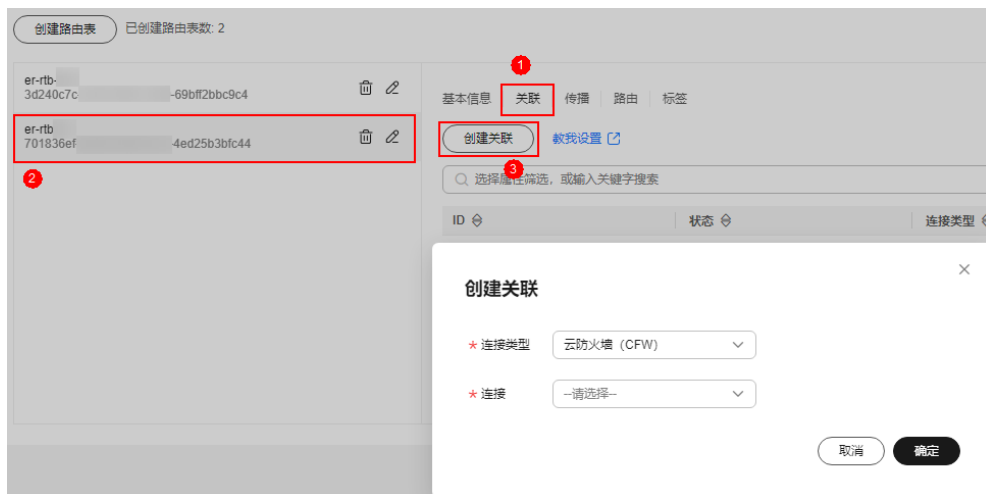 创建路由表 已创建路由表数: 2
er-rtb-
3d240c7c -69bff2bbc9c4
er-rtb
701836ef- 4ed25b3bfc44
2
1
基本信息 关联 传播 路由 标签
创建关联 教我设置
3
选择属性筛选，或输入关键字搜索
ID 状态 连接类型
创建关联
* 连接类型 云防火墙（CFW）
* 连接 --请选择--
取消 确定